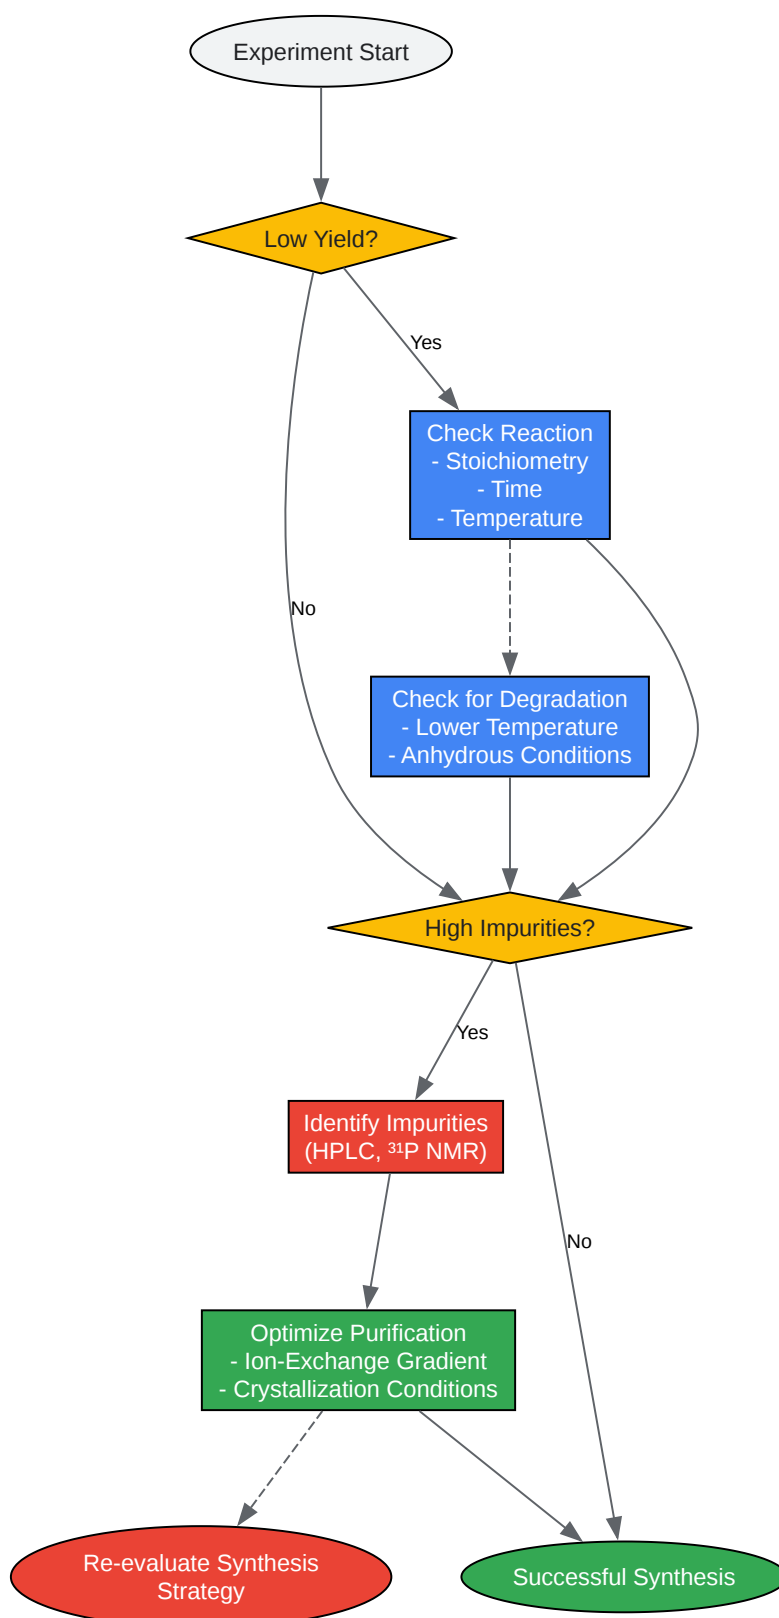 Experiment Start
Low Yield?
Yes
Check Reaction
- Stoichiometry
- Time
- Temperature
No
Check for Degradation
- Lower Temperature
- Anhydrous Conditions
High Impurities?
Yes
Identify Impurities
(HPLC, ³¹P NMR)
No
Optimize Purification
- Ion-Exchange Gradient
- Crystallization Conditions
Re-evaluate Synthesis
Strategy
Successful Synthesis